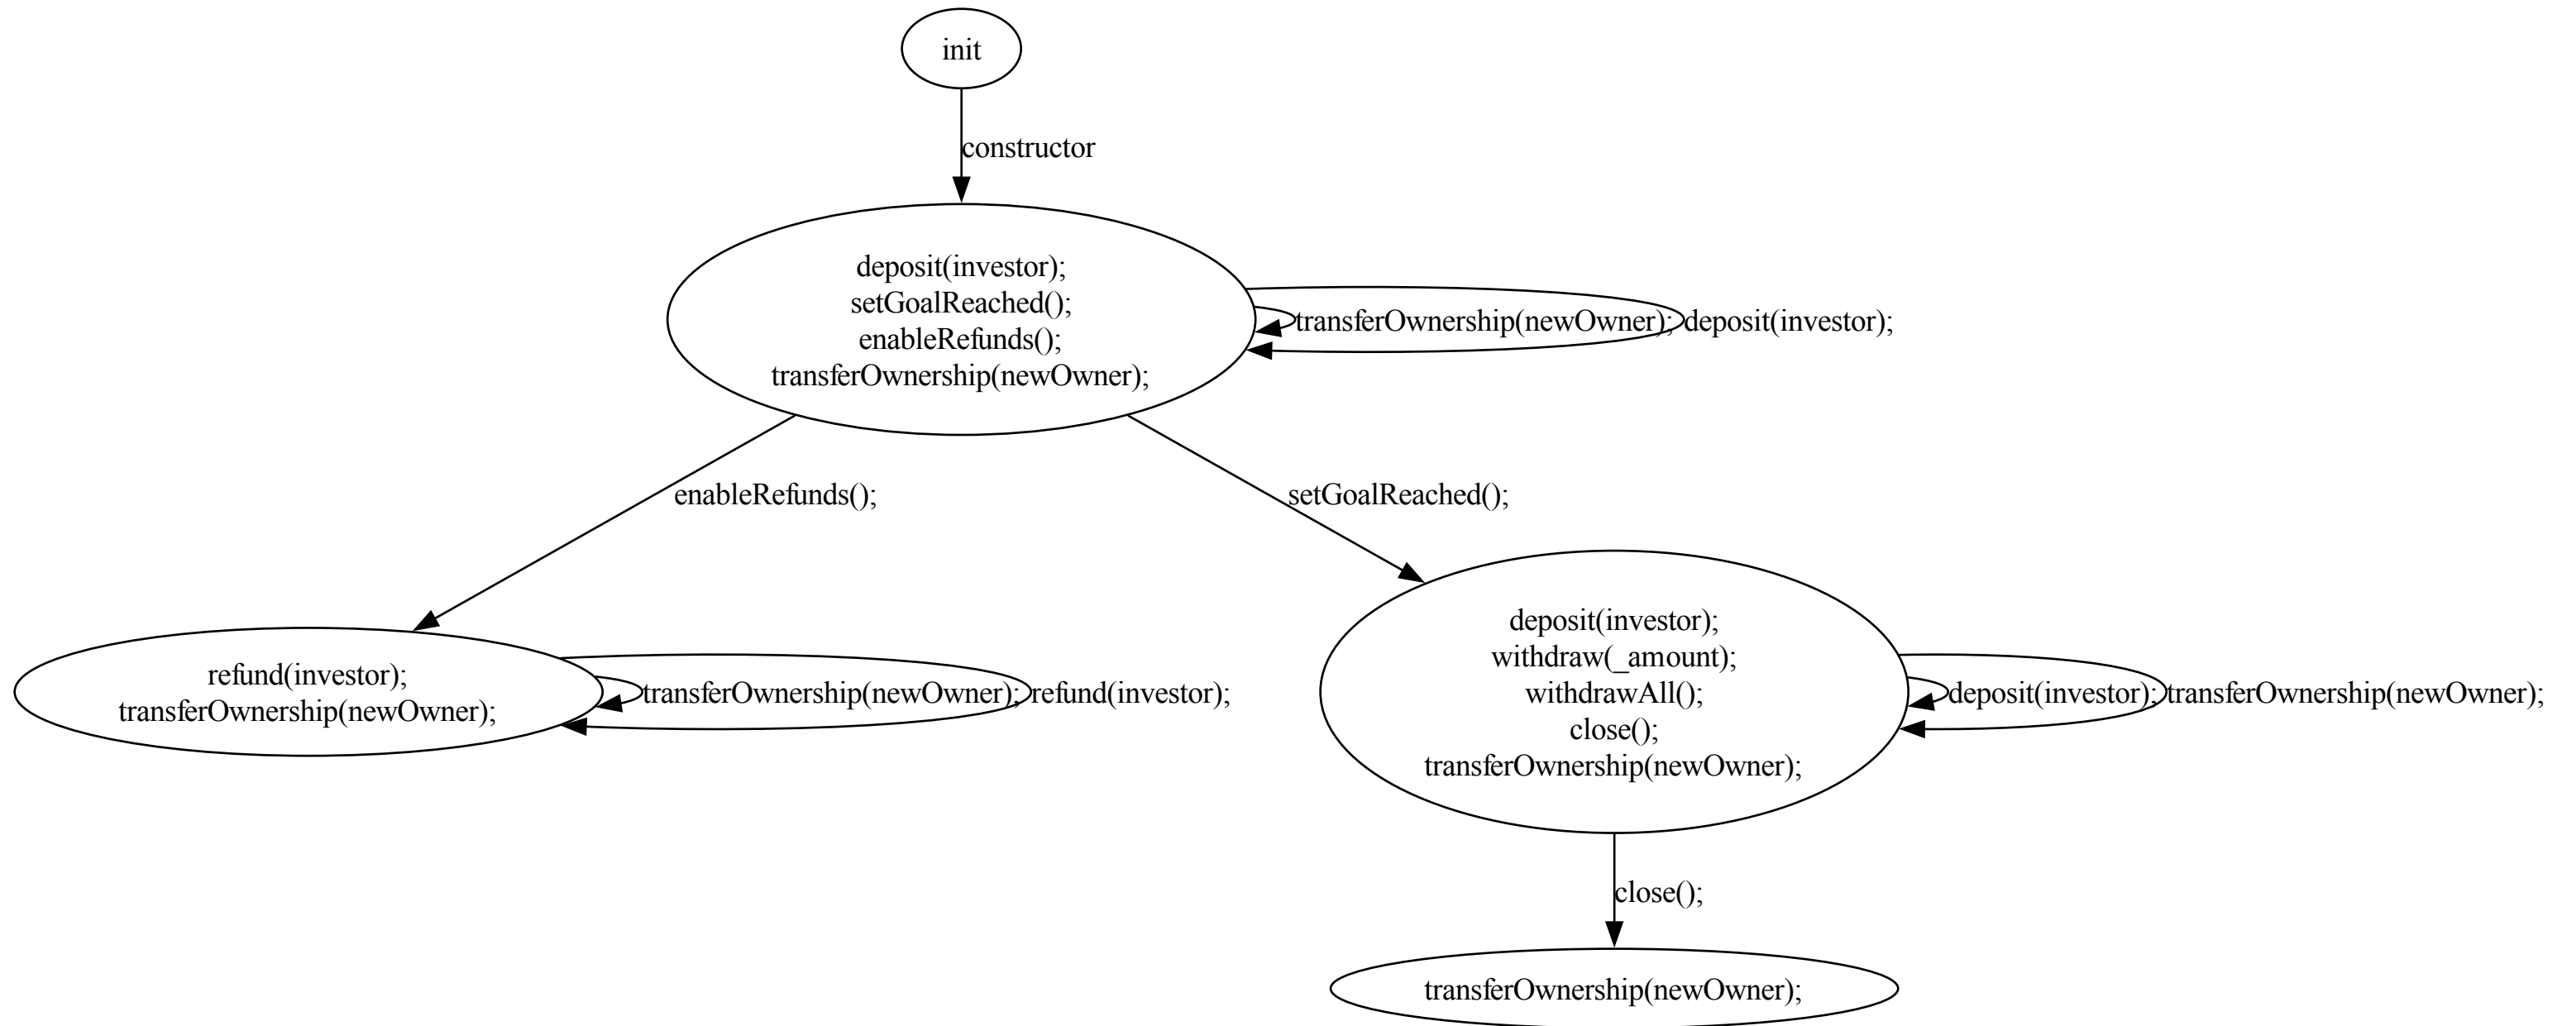 init
constructor
deposit(investor);
setGoalReached();
enableRefunds();
transferOwnership(newOwner);
transferOwnership(newOwner);
deposit(investor);
enableRefunds();
setGoalReached();
refund(investor);
transferOwnership(newOwner);
transferOwnership(newOwner);
refund(investor);
deposit(investor);
withdraw(_amount);
withdrawAll();
close();
transferOwnership(newOwner);
deposit(investor);
transferOwnership(newOwner);
close();
transferOwnership(newOwner);